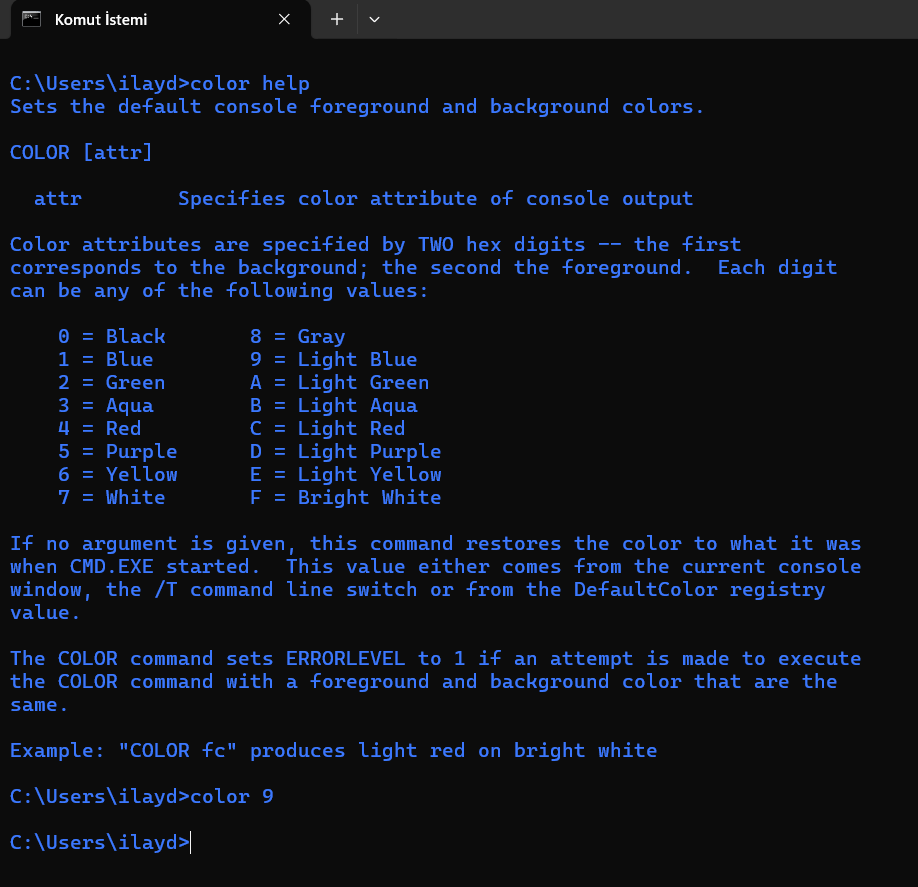 Komut İstemi
C:\Users\ilayd>color help
Sets the default console foreground and background colors.
COLOR [attr]
attr        Specifies color attribute of console output
Color attributes are specified by TWO hex digits -- the first
corresponds to the background; the second the foreground.  Each digit
can be any of the following values:
0 = Black       8 = Gray
1 = Blue        9 = Light Blue
2 = Green       A = Light Green
3 = Aqua        B = Light Aqua
4 = Red         C = Light Red
5 = Purple      D = Light Purple
6 = Yellow      E = Light Yellow
7 = White       F = Bright White
If no argument is given, this command restores the color to what it was
when CMD.EXE started.  This value either comes from the current console
window, the /T command line switch or from the DefaultColor registry
value.
The COLOR command sets ERRORLEVEL to 1 if an attempt is made to execute
the COLOR command with a foreground and background color that are the
same.
Example: "COLOR fc" produces light red on bright white
C:\Users\ilayd>color 9
C:\Users\ilayd>